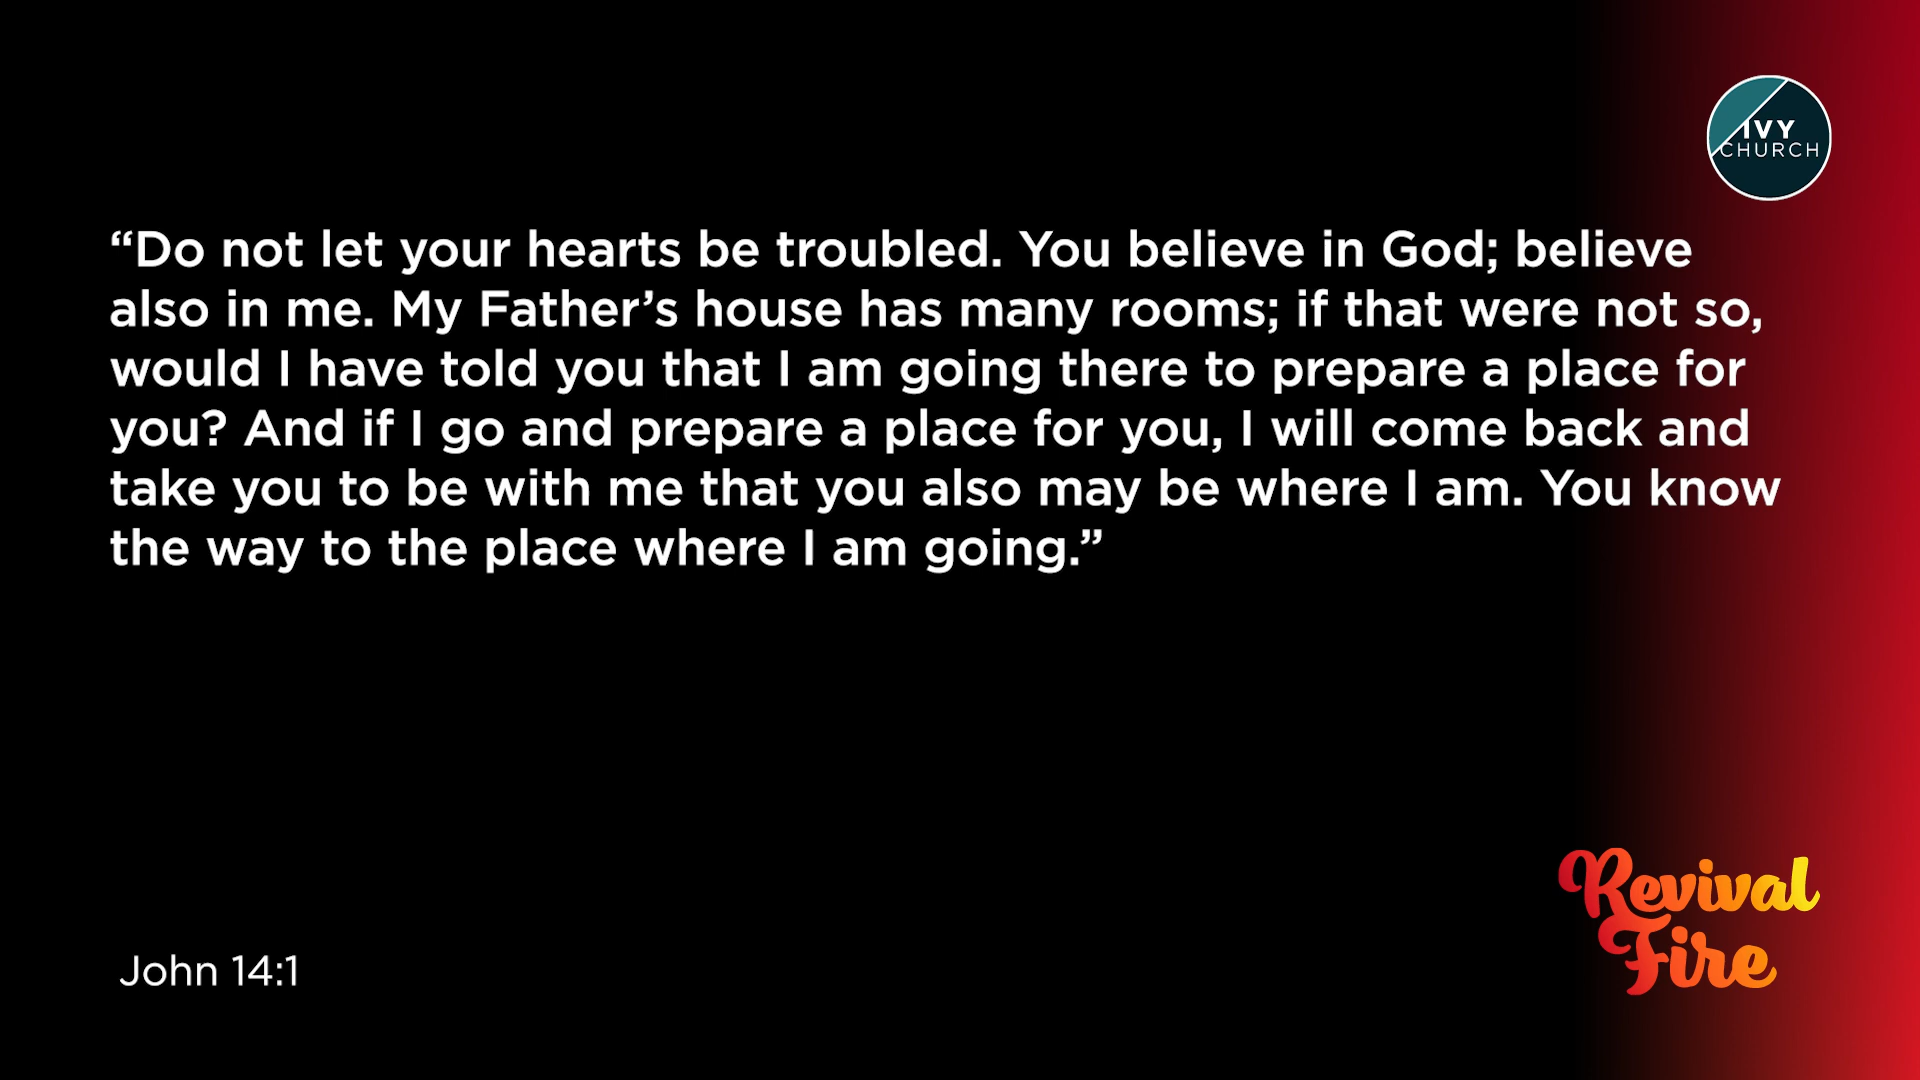 IVY
CHURCH
“Do not let your hearts be troubled. You believe in God; believe
also in me. My Father’s house has many rooms; if that were not so,
would I have told you that I am going there to prepare a place for
you? And if I go and prepare a place for you, I will come back and
take you to be with me that you also may be where I am. You know
the way to the place where I am going.”
Revival
Fire
John 14:1